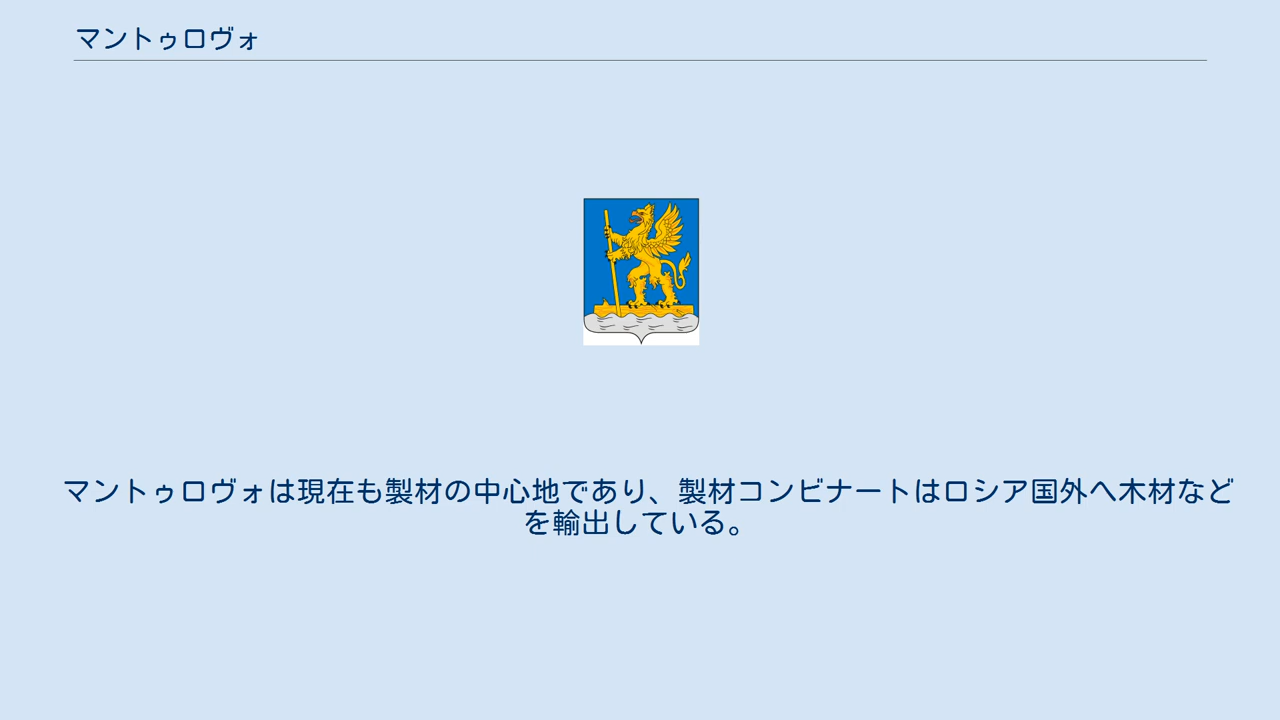 マントゥロヴォ
マントゥロヴォは現在も製材の中心地であり、製材コンビナートはロシア国外へ木材など
を輸出している。